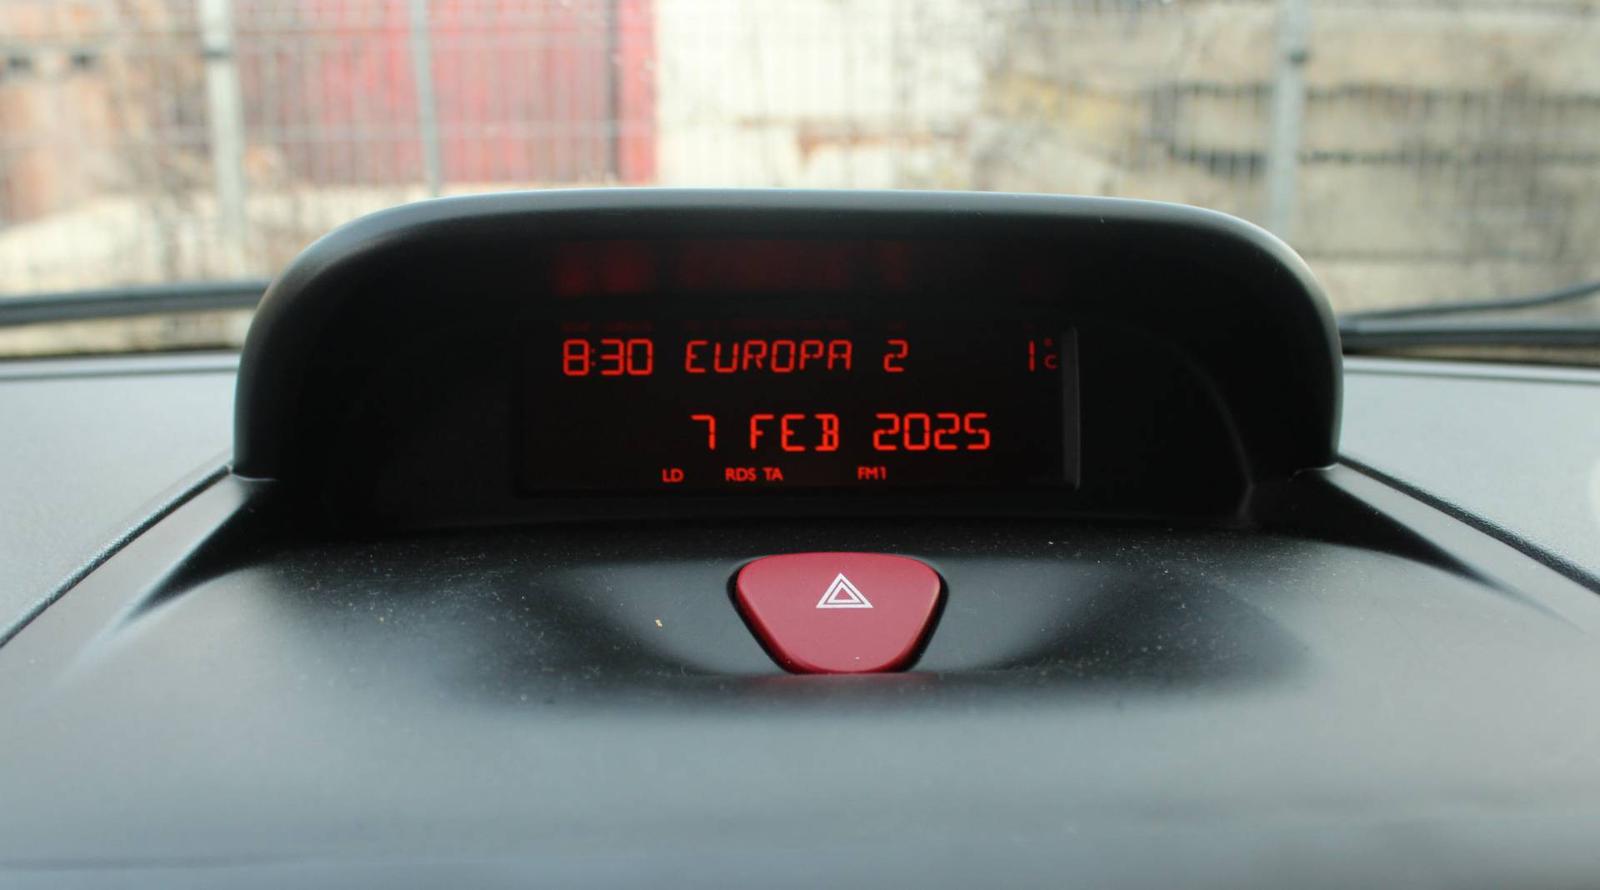 8:30 EUROPA 2 1°C
7 FEB 2025
LD RDS TA FM1